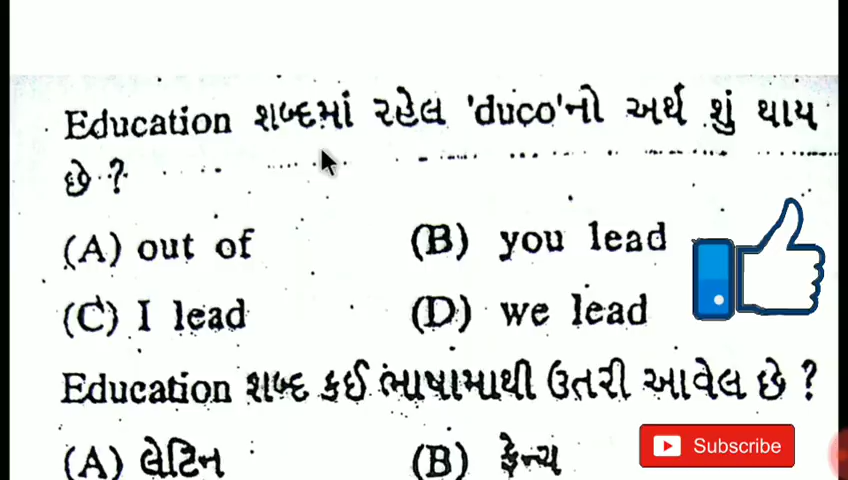 Education શબ્દમાં રહેલ 'duco'નો અર્થ શું થાય
છે ?
(A) out of (B) you lead
(C) I lead (D) we lead
Education શબ્દ કઈ ભાષામાથી ઉતરી આવેલ છે ?
(A) લેટિન (B) ફ્રેન્ચ
Subscribe